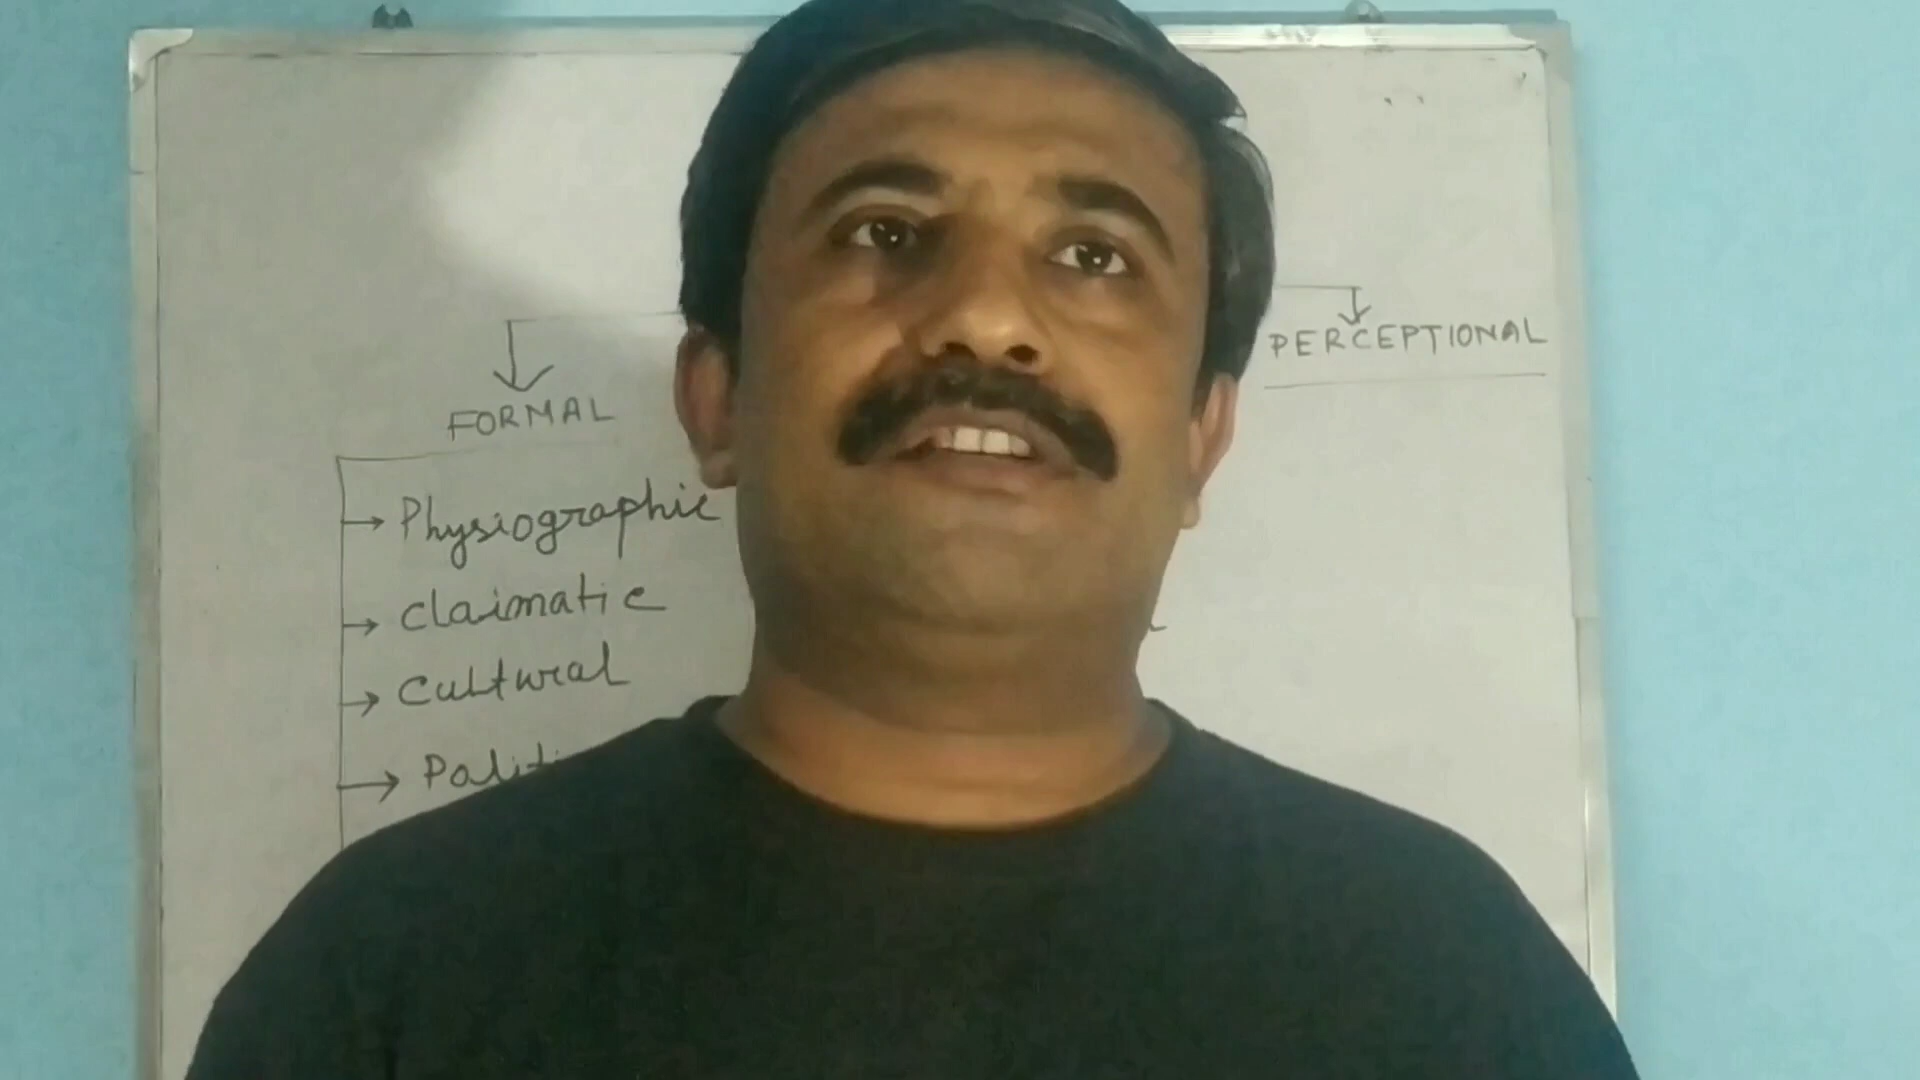 PERCEPTIONAL
FORMAL
Physiographic
claimatic
Cultural